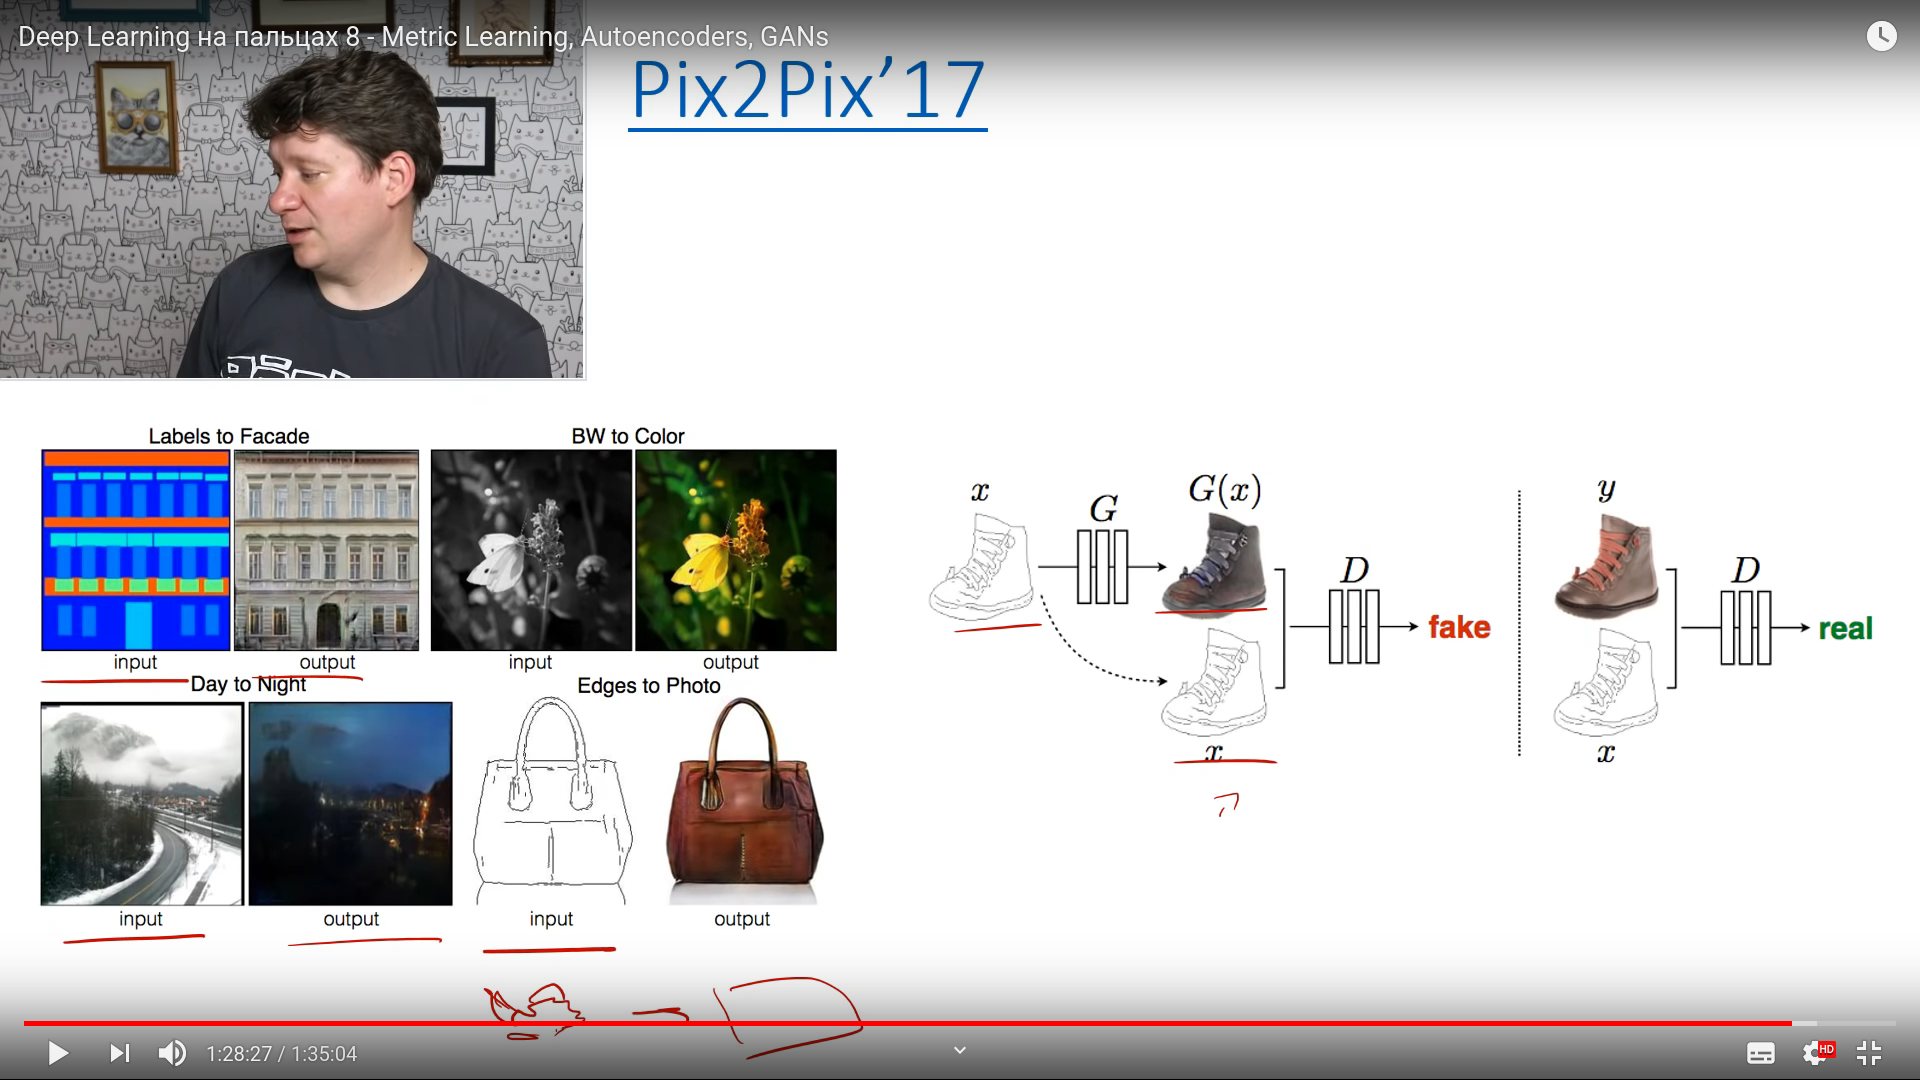 Deep Learning на пальцах 8 - Metric Learning, Autoencoders, GANs
Pix2Pix’17
Labels to Facade
BW to Color
input
output
input
output
Day to Night
Edges to Photo
input
output
input
output
x
G
G(x)
D
fake
x
y
D
real
x
1:28:27 / 1:35:04
HD